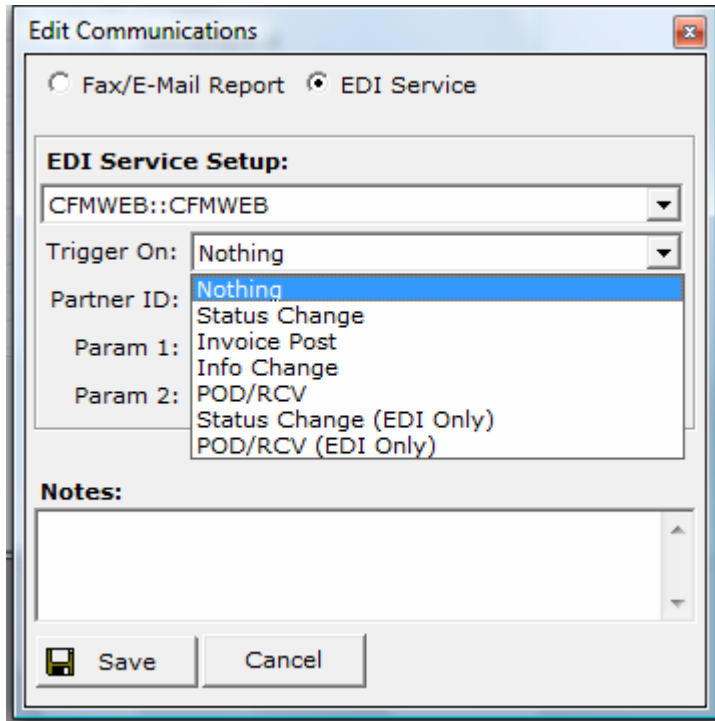 Edit Communications
Fax/E-Mail Report EDI Service
EDI Service Setup:
CFMWEB::CFMWEB
Trigger On: Nothing
Partner ID: Nothing
Status Change
Param 1: Invoice Post
Info Change
Param 2: POD/RCV
Status Change (EDI Only)
POD/RCV (EDI Only)
Notes:
Save Cancel